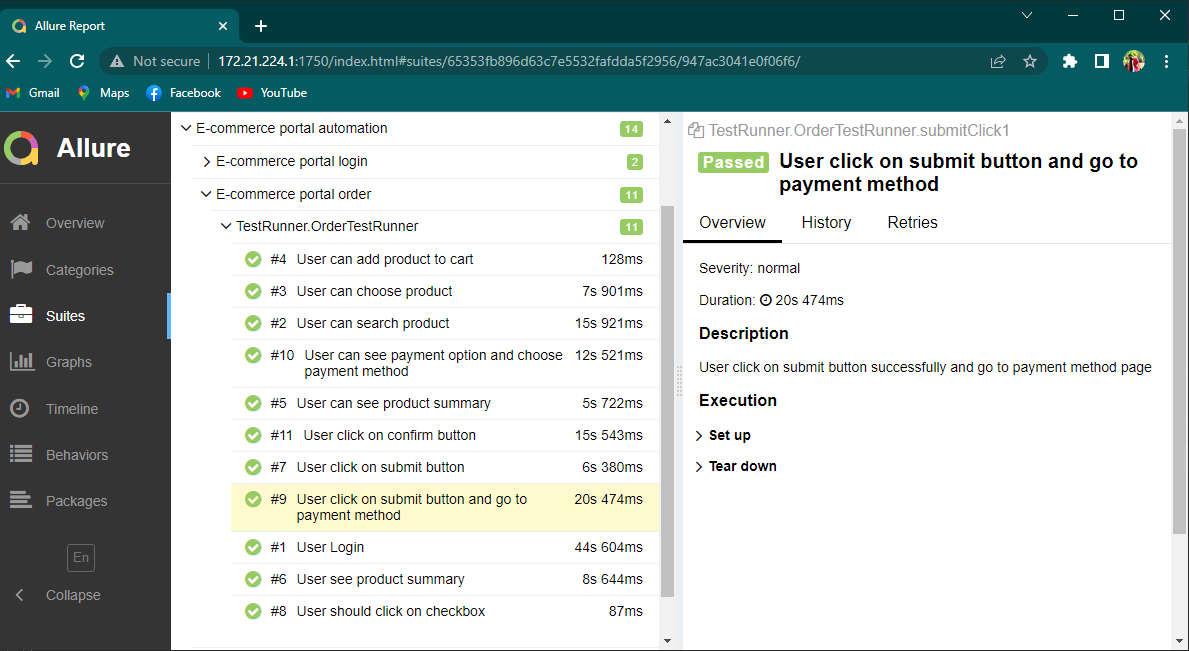 Allure Report
Not secure
172.21.224.1:1750/index.html#suites/65353fb896d63c7e5532fafdda5f2956/947ac3041e0f06f6/
Gmail Maps Facebook YouTube
Allure
Overview
Categories
Suites
Graphs
Timeline
Behaviors
Packages
En
Collapse
E-commerce portal automation 14
E-commerce portal login 2
E-commerce portal order 11
TestRunner.OrderTestRunner 11
#4 User can add product to cart 128ms
#3 User can choose product 7s 901ms
#2 User can search product 15s 921ms
#10 User can see payment option and choose 12s 521ms
payment method
#5 User can see product summary 5s 722ms
#11 User click on confirm button 15s 543ms
#7 User click on submit button 6s 380ms
#9 User click on submit button and go to 20s 474ms
payment method
#1 User Login 44s 604ms
#6 User see product summary 8s 644ms
#8 User should click on checkbox 87ms
TestRunner.OrderTestRunner.submitClick1
Passed User click on submit button and go to
payment method
Overview History Retries
Severity: normal
Duration: 20s 474ms
Description
User click on submit button successfully and go to payment method page
Execution
Set up
Tear down